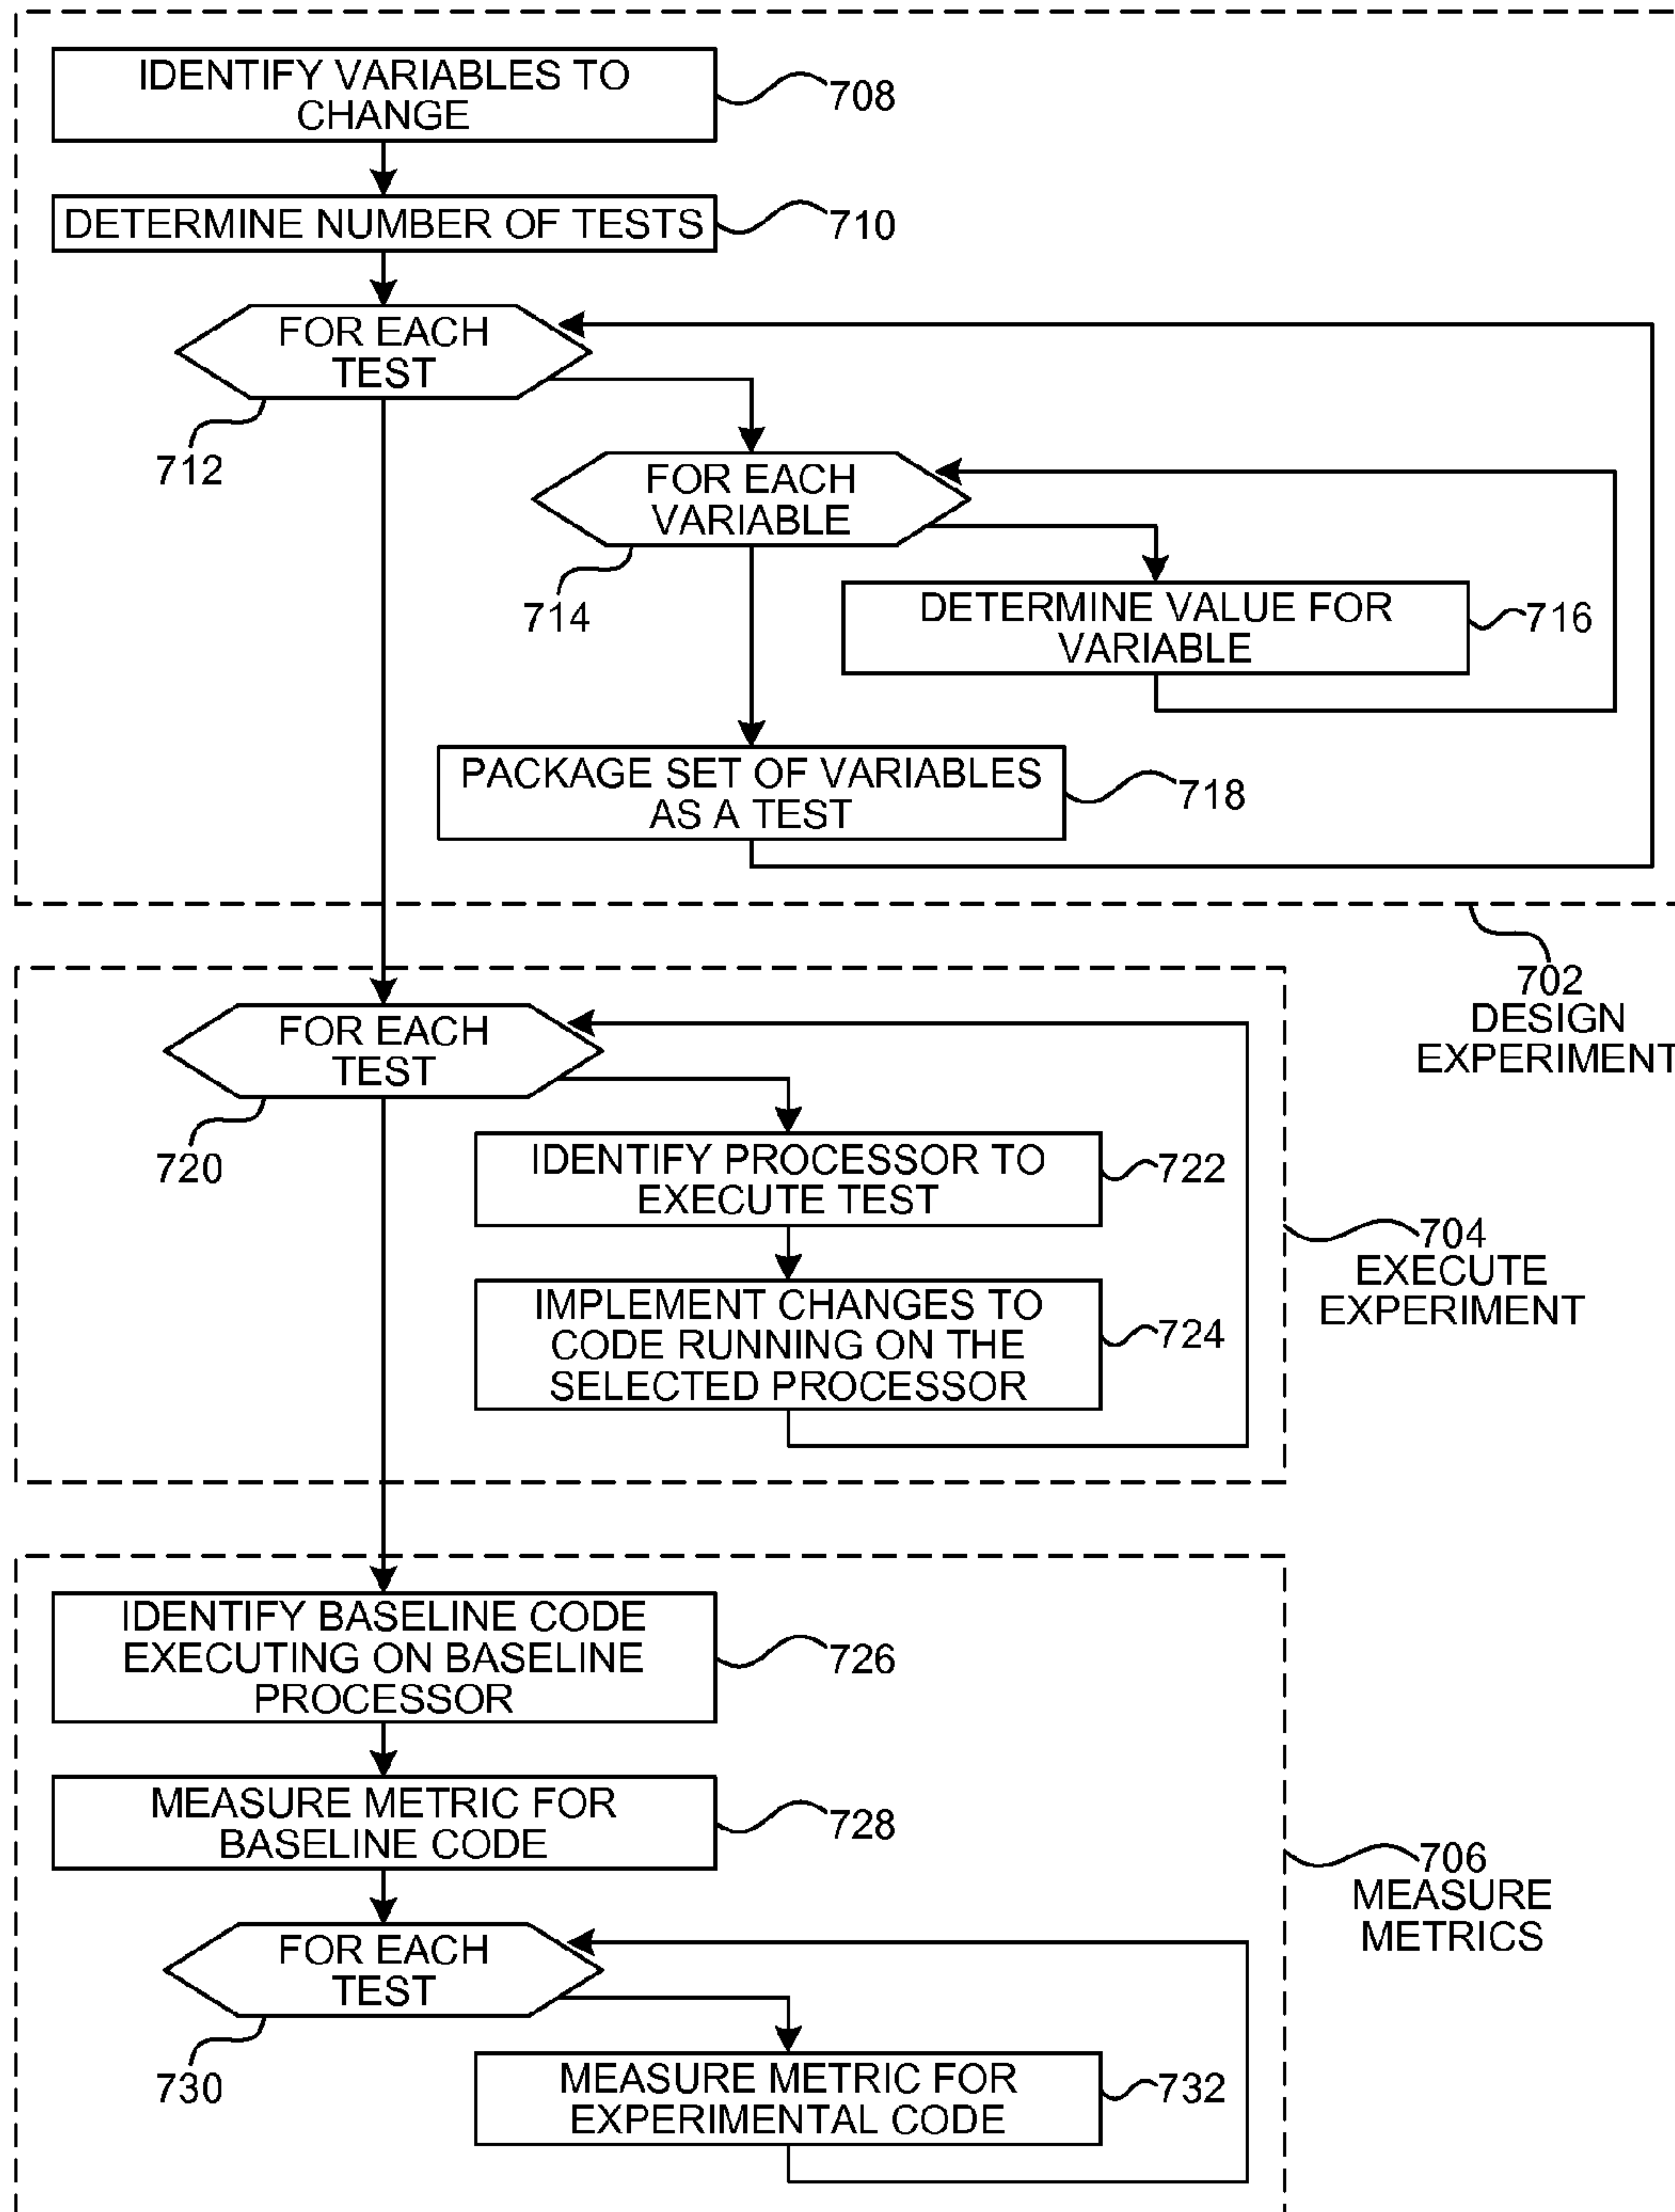 IDENTIFY VARIABLES TO
CHANGE
708
DETERMINE NUMBER OF TESTS
710
FOR EACH
TEST
712
FOR EACH
VARIABLE
714
DETERMINE VALUE FOR
VARIABLE
716
PACKAGE SET OF VARIABLES
AS A TEST
718
702
DESIGN
EXPERIMENT
FOR EACH
TEST
720
IDENTIFY PROCESSOR TO
EXECUTE TEST
722
IMPLEMENT CHANGES TO
CODE RUNNING ON THE
SELECTED PROCESSOR
724
704
EXECUTE
EXPERIMENT
IDENTIFY BASELINE CODE
EXECUTING ON BASELINE
PROCESSOR
726
MEASURE METRIC FOR
BASELINE CODE
728
706
MEASURE
METRICS
FOR EACH
TEST
730
MEASURE METRIC FOR
EXPERIMENTAL CODE
732